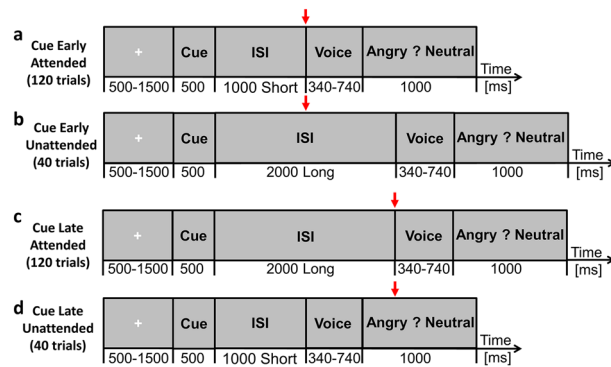 a
Cue Early
Attended
(120 trials)
+
Cue
ISI
Voice
Angry ? Neutral
Time
[ms]
500-1500
500
1000 Short
340-740
1000
b
Cue Early
Unattended
(40 trials)
+
Cue
ISI
Voice
Angry ? Neutral
Time
[ms]
500-1500
500
2000 Long
340-740
1000
c
Cue Late
Attended
(120 trials)
+
Cue
ISI
Voice
Angry ? Neutral
Time
[ms]
500-1500
500
2000 Long
340-740
1000
d
Cue Late
Unattended
(40 trials)
+
Cue
ISI
Voice
Angry ? Neutral
Time
[ms]
500-1500
500
1000 Short
340-740
1000